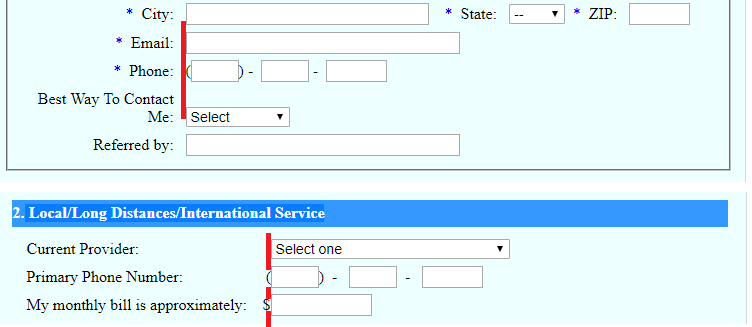 * City: * State: -- * ZIP:
* Email:
* Phone: ( ) - -
Best Way To Contact
Me: Select
Referred by:
2. Local/Long Distances/International Service
Current Provider: Select one
Primary Phone Number: ( ) - -
My monthly bill is approximately: $